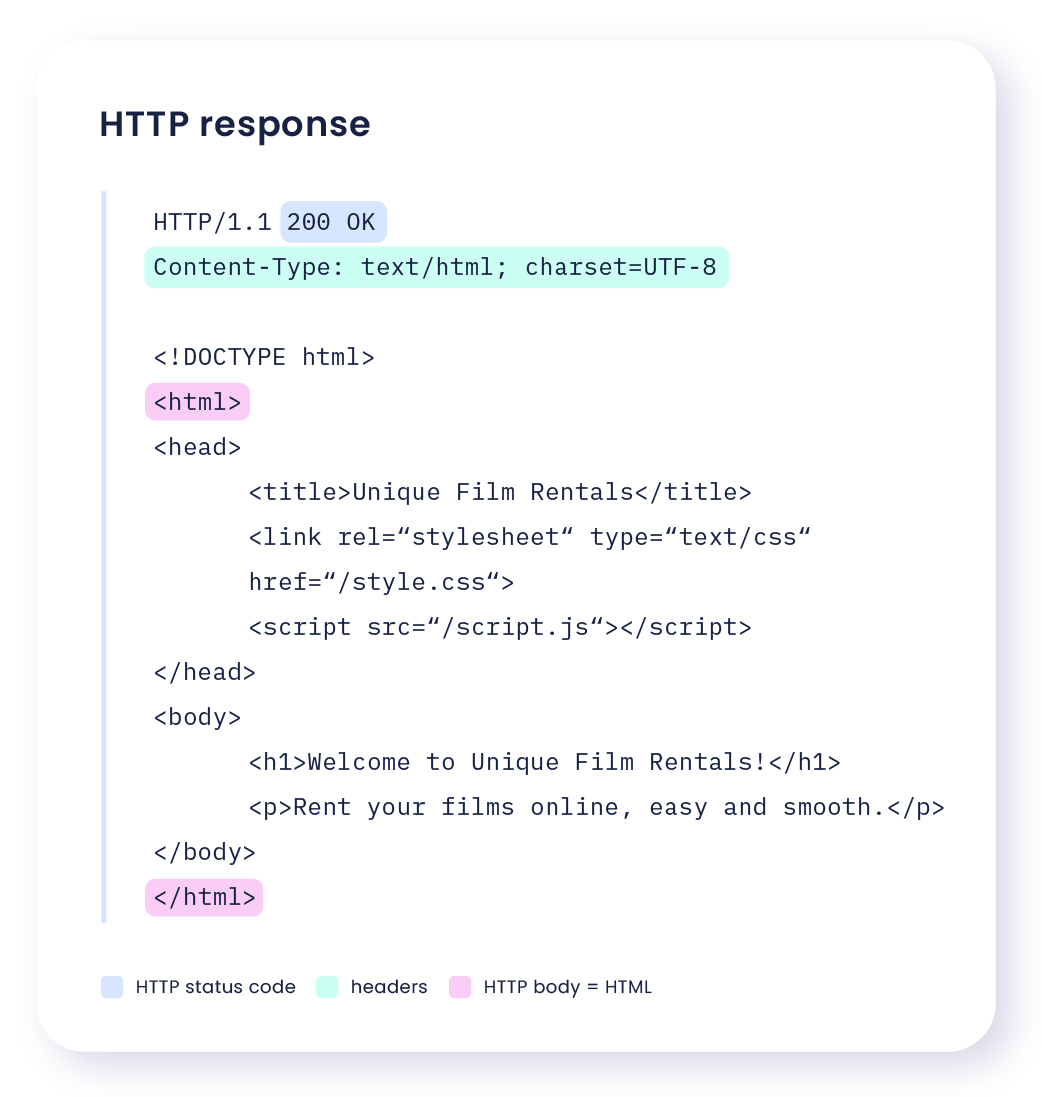 HTTP response
HTTP/1.1 200 OK
Content-Type: text/html; charset=UTF-8
<!DOCTYPE html>
<html>
<head>
<title>Unique Film Rentals</title>
<link rel=“stylesheet“ type=“text/css“
href=“/style.css“>
<script src=“/script.js“></script>
</head>
<body>
<h1>Welcome to Unique Film Rentals!</h1>
<p>Rent your films online, easy and smooth.</p>
</body>
</html>
HTTP status code headers HTTP body = HTML